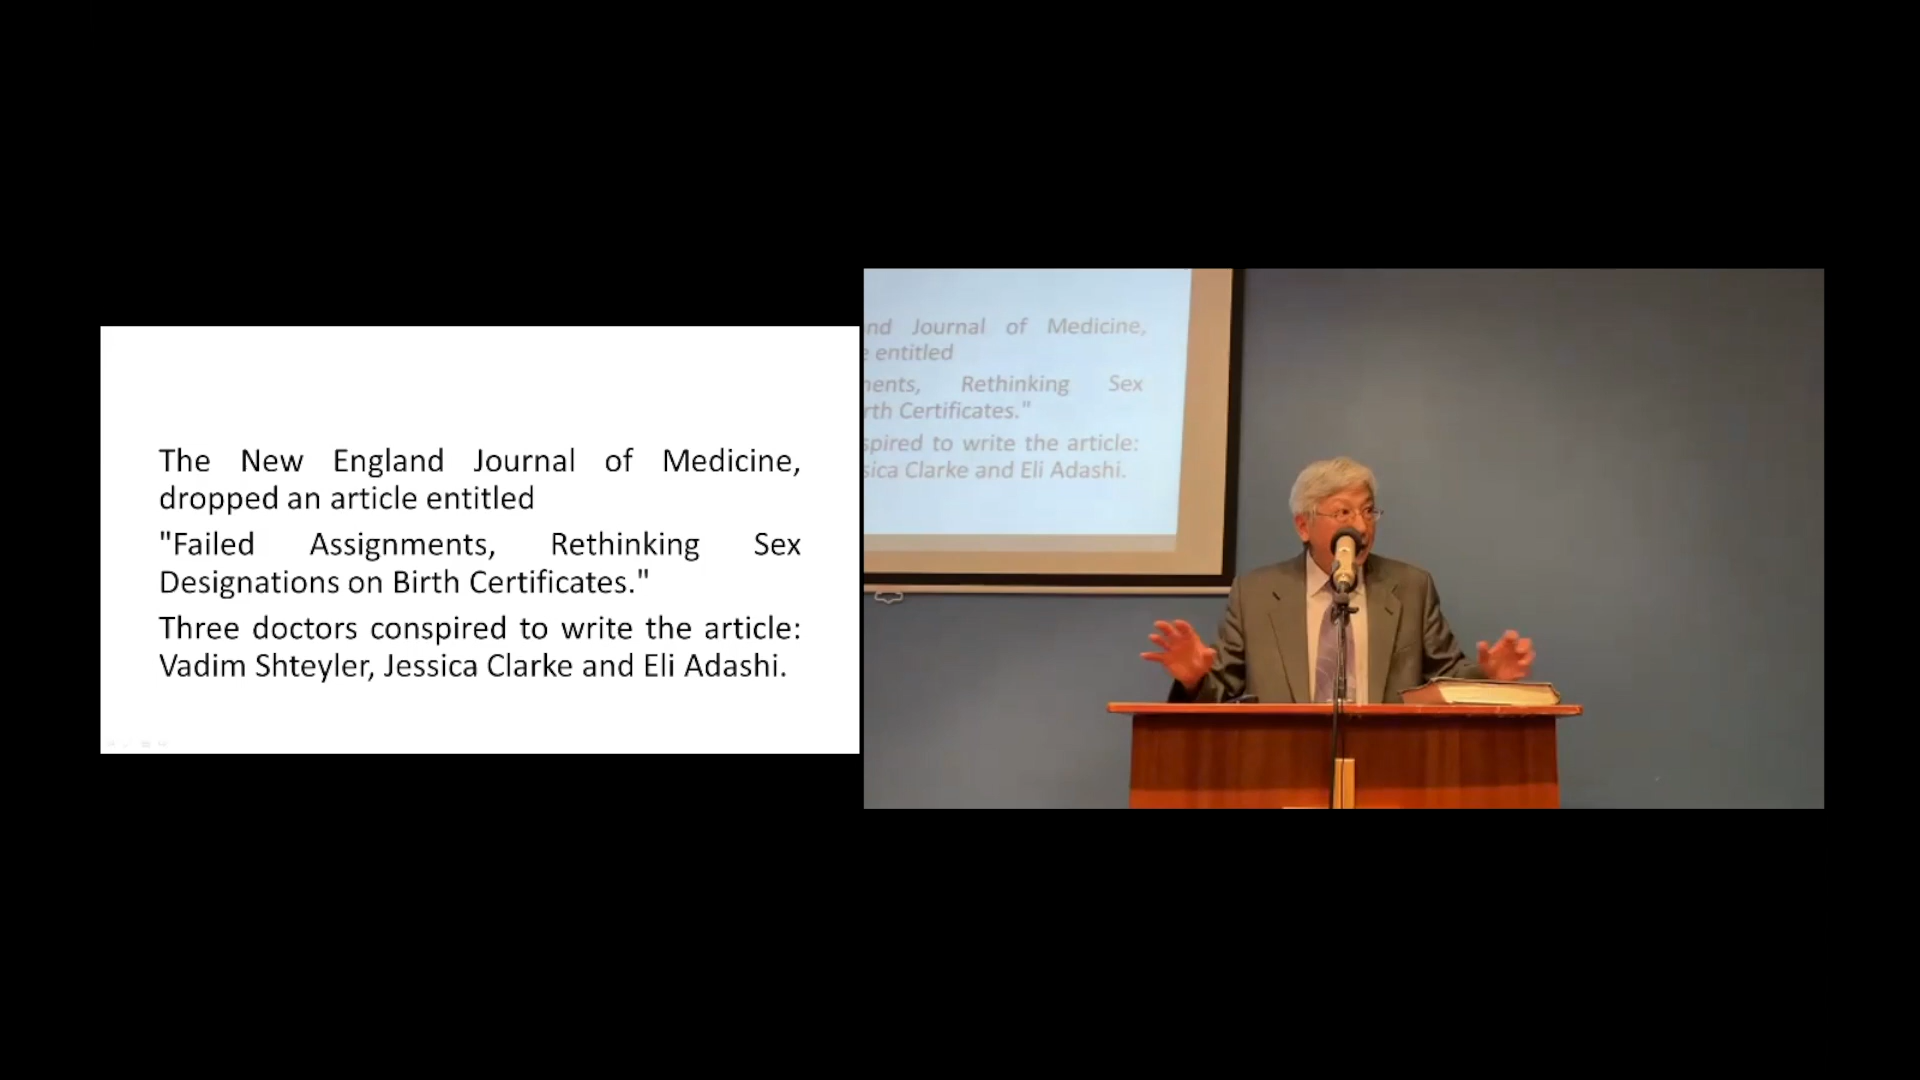 The New England Journal of Medicine,
dropped an article entitled
"Failed Assignments, Rethinking Sex
Designations on Birth Certificates."
Three doctors conspired to write the article:
Vadim Shteyler, Jessica Clarke and Eli Adashi.
nd Journal of Medicine,
e entitled
nents, Rethinking Sex
rth Certificates."
spired to write the article:
sica Clarke and Eli Adashi.